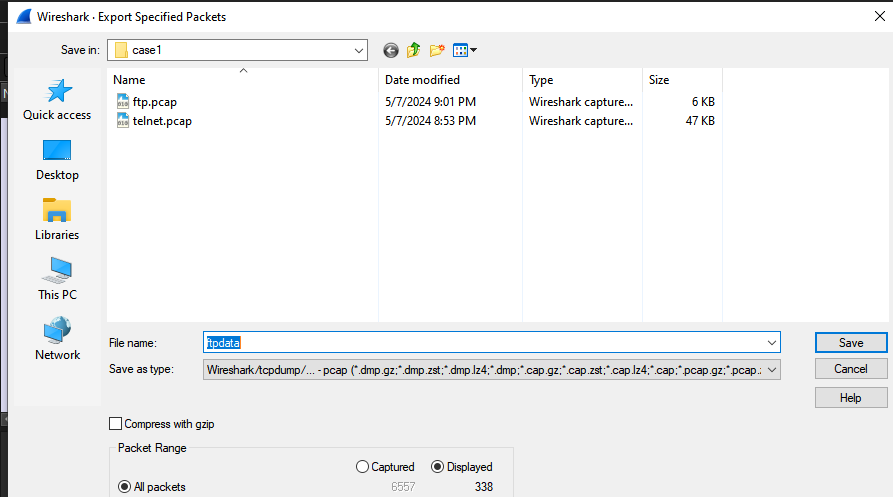 Wireshark · Export Specified Packets
Save in: case1
Name Date modified Type Size
ftp.pcap 5/7/2024 9:01 PM Wireshark capture... 6 KB
telnet.pcap 5/7/2024 8:53 PM Wireshark capture... 47 KB
Quick access
Desktop
Libraries
This PC
Network
File name: ftpdata Save
Save as type: Wireshark/tcpdump/... - pcap (*.dmp.gz;*.dmp.zst;*.dmp.lz4;*.dmp;*.cap.gz;*.cap.zst;*.cap.lz4;*.cap;*.pcap.gz;*.pcap.z Cancel
Help
Compress with gzip
Packet Range
Captured Displayed
All packets 6557 338